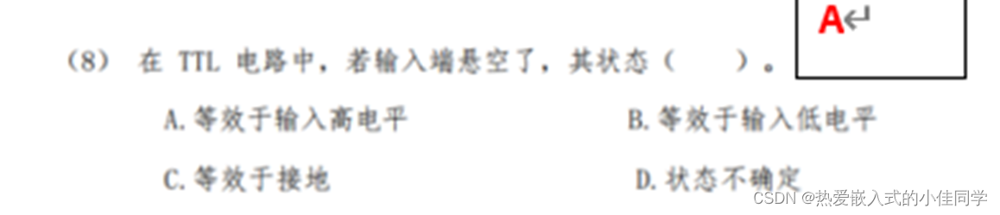 A↵
(8) 在 TTL 电路中，若输入端悬空了，其状态（    ）。
A.等效于输入高电平 B.等效于输入低电平
C.等效于接地 D.状态不确定
CSDN @热爱嵌入式的小佳同学